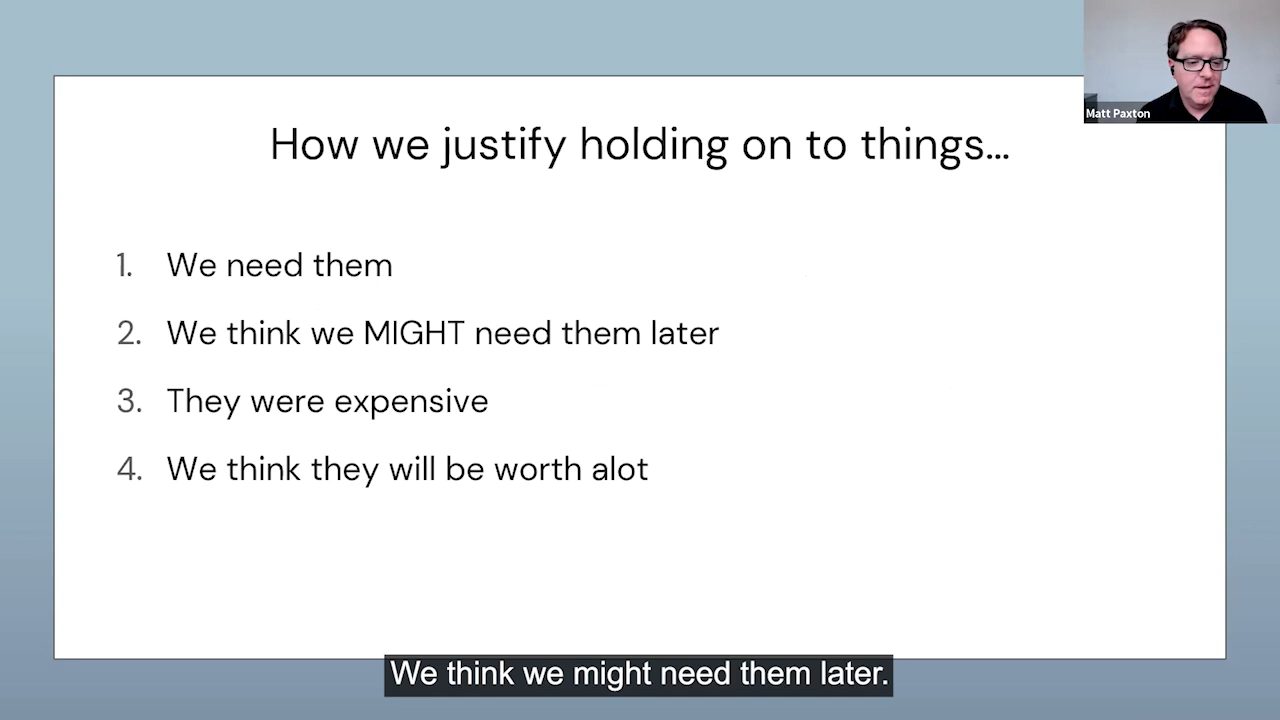 Matt Paxton
How we justify holding on to things...
1. We need them
2. We think we MIGHT need them later
3. They were expensive
4. We think they will be worth alot
We think we might need them later.